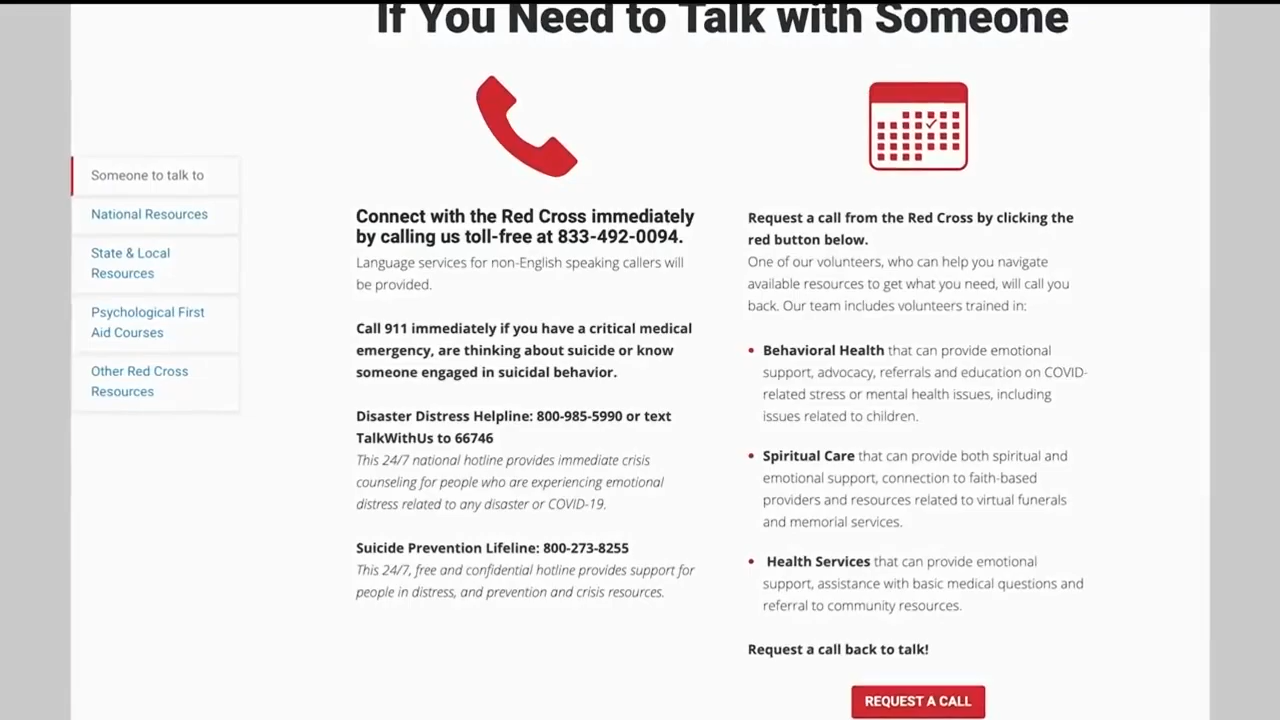 If You Need to Talk with Someone
Someone to talk to
National Resources
State & Local
Resources
Psychological First
Aid Courses
Other Red Cross
Resources
Connect with the Red Cross immediately
by calling us toll-free at 833-492-0094.
Language services for non-English speaking callers will
be provided.
Call 911 immediately if you have a critical medical
emergency, are thinking about suicide or know
someone engaged in suicidal behavior.
Disaster Distress Helpline: 800-985-5990 or text
TalkWithUs to 66746
This 24/7 national hotline provides immediate crisis
counseling for people who are experiencing emotional
distress related to any disaster or COVID-19.
Suicide Prevention Lifeline: 800-273-8255
This 24/7, free and confidential hotline provides support for
people in distress, and prevention and crisis resources.
Request a call from the Red Cross by clicking the
red button below.
One of our volunteers, who can help you navigate
available resources to get what you need, will call you
back. Our team includes volunteers trained in:
• Behavioral Health that can provide emotional
support, advocacy, referrals and education on COVID-
related stress or mental health issues, including
issues related to children.
• Spiritual Care that can provide both spiritual and
emotional support, connection to faith-based
providers and resources related to virtual funerals
and memorial services.
• Health Services that can provide emotional
support, assistance with basic medical questions and
referral to community resources.
Request a call back to talk!
REQUEST A CALL